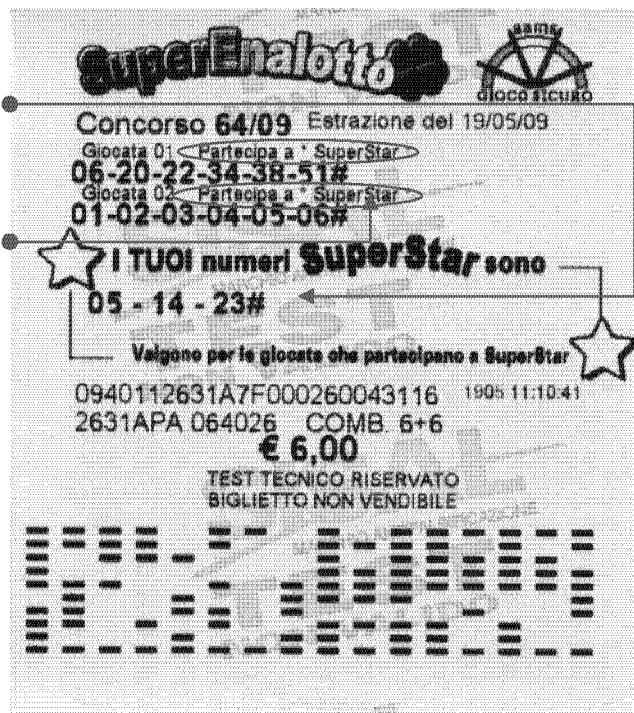 SuperEnalotto
aams
gioco sicuro
Concorso 64/09 Estrazione del 19/05/09
Giocata 01 Partecipa a * SuperStar
06-20-22-34-38-51#
Giocata 02 Partecipa a * SuperStar
01-02-03-04-05-06#
I TUOI numeri SuperStar sono
05 - 14 - 23#
Valgono per le giocate che partecipano a SuperStar
0940112631A7F000260043116 1905 11:10:41
2631APA 064026 COMB. 6+6
€ 6,00
TEST TECNICO RISERVATO
BIGLIETTO NON VENDIBILE